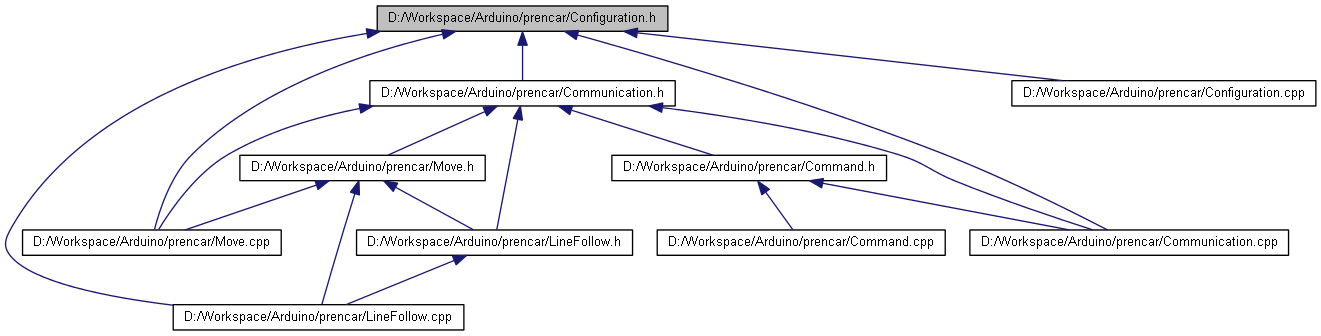 D:/Workspace/Arduino/prencar/Configuration.h
D:/Workspace/Arduino/prencar/Communication.h
D:/Workspace/Arduino/prencar/Configuration.cpp
D:/Workspace/Arduino/prencar/Move.h
D:/Workspace/Arduino/prencar/Command.h
D:/Workspace/Arduino/prencar/Move.cpp
D:/Workspace/Arduino/prencar/LineFollow.h
D:/Workspace/Arduino/prencar/Command.cpp
D:/Workspace/Arduino/prencar/Communication.cpp
D:/Workspace/Arduino/prencar/LineFollow.cpp